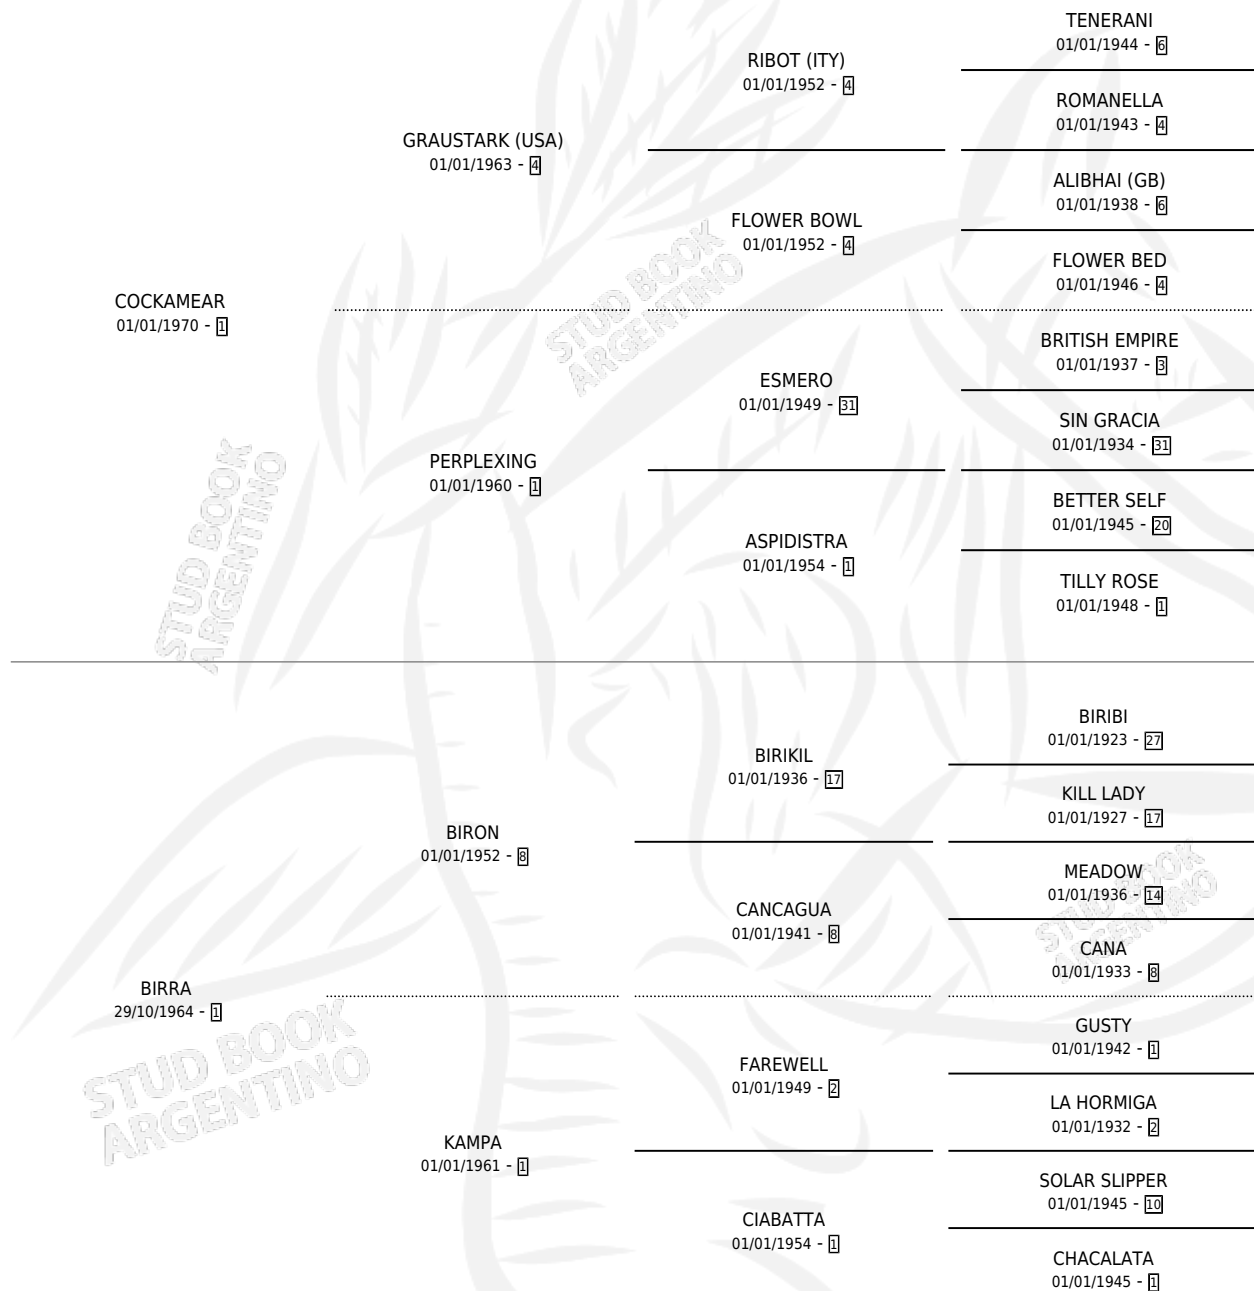 TENERANI
01/01/1944 - 6
RIBOT (ITY)
01/01/1952 - 4
ROMANELLA
01/01/1943 - 4
GRAUSTARK (USA)
01/01/1963 - 4
ALIBHAI (GB)
01/01/1938 - 6
FLOWER BOWL
01/01/1952 - 4
FLOWER BED
01/01/1946 - 4
COCKAMEAR
01/01/1970 - 1
BRITISH EMPIRE
01/01/1937 - 3
ESMERO
01/01/1949 - 31
SIN GRACIA
01/01/1934 - 31
PERPLEXING
01/01/1960 - 1
BETTER SELF
01/01/1945 - 20
ASPIDISTRA
01/01/1954 - 1
TILLY ROSE
01/01/1948 - 1
BIRIBI
01/01/1923 - 27
BIRIKIL
01/01/1936 - 17
KILL LADY
01/01/1927 - 17
BIRON
01/01/1952 - 8
MEADOW
01/01/1936 - 14
CANCAGUA
01/01/1941 - 8
CANA
01/01/1933 - 8
BIRRA
29/10/1964 - 1
GUSTY
01/01/1942 - 1
FAREWELL
01/01/1949 - 2
LA HORMIGA
01/01/1932 - 2
KAMPA
01/01/1961 - 1
SOLAR SLIPPER
01/01/1945 - 10
CIABATTA
01/01/1954 - 1
CHACALATA
01/01/1945 - 1
STUD BOOK
ARGENTINO
STUD BOOK
ARGENTINO
STUD BOOK
ARGENTINO
STUD BOOK
ARGENTINO